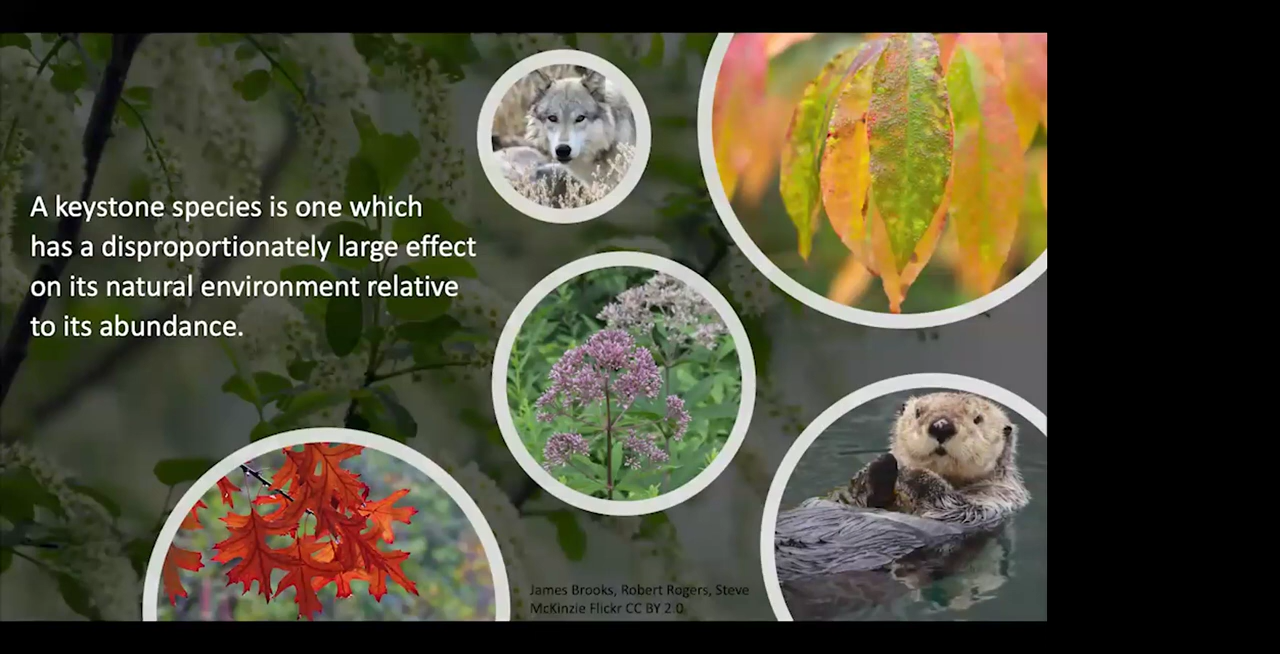 A keystone species is one which
has a disproportionately large effect
on its natural environment relative
to its abundance.
James Brooks, Robert Rogers, Steve
McKinzie Flickr CC BY 2.0